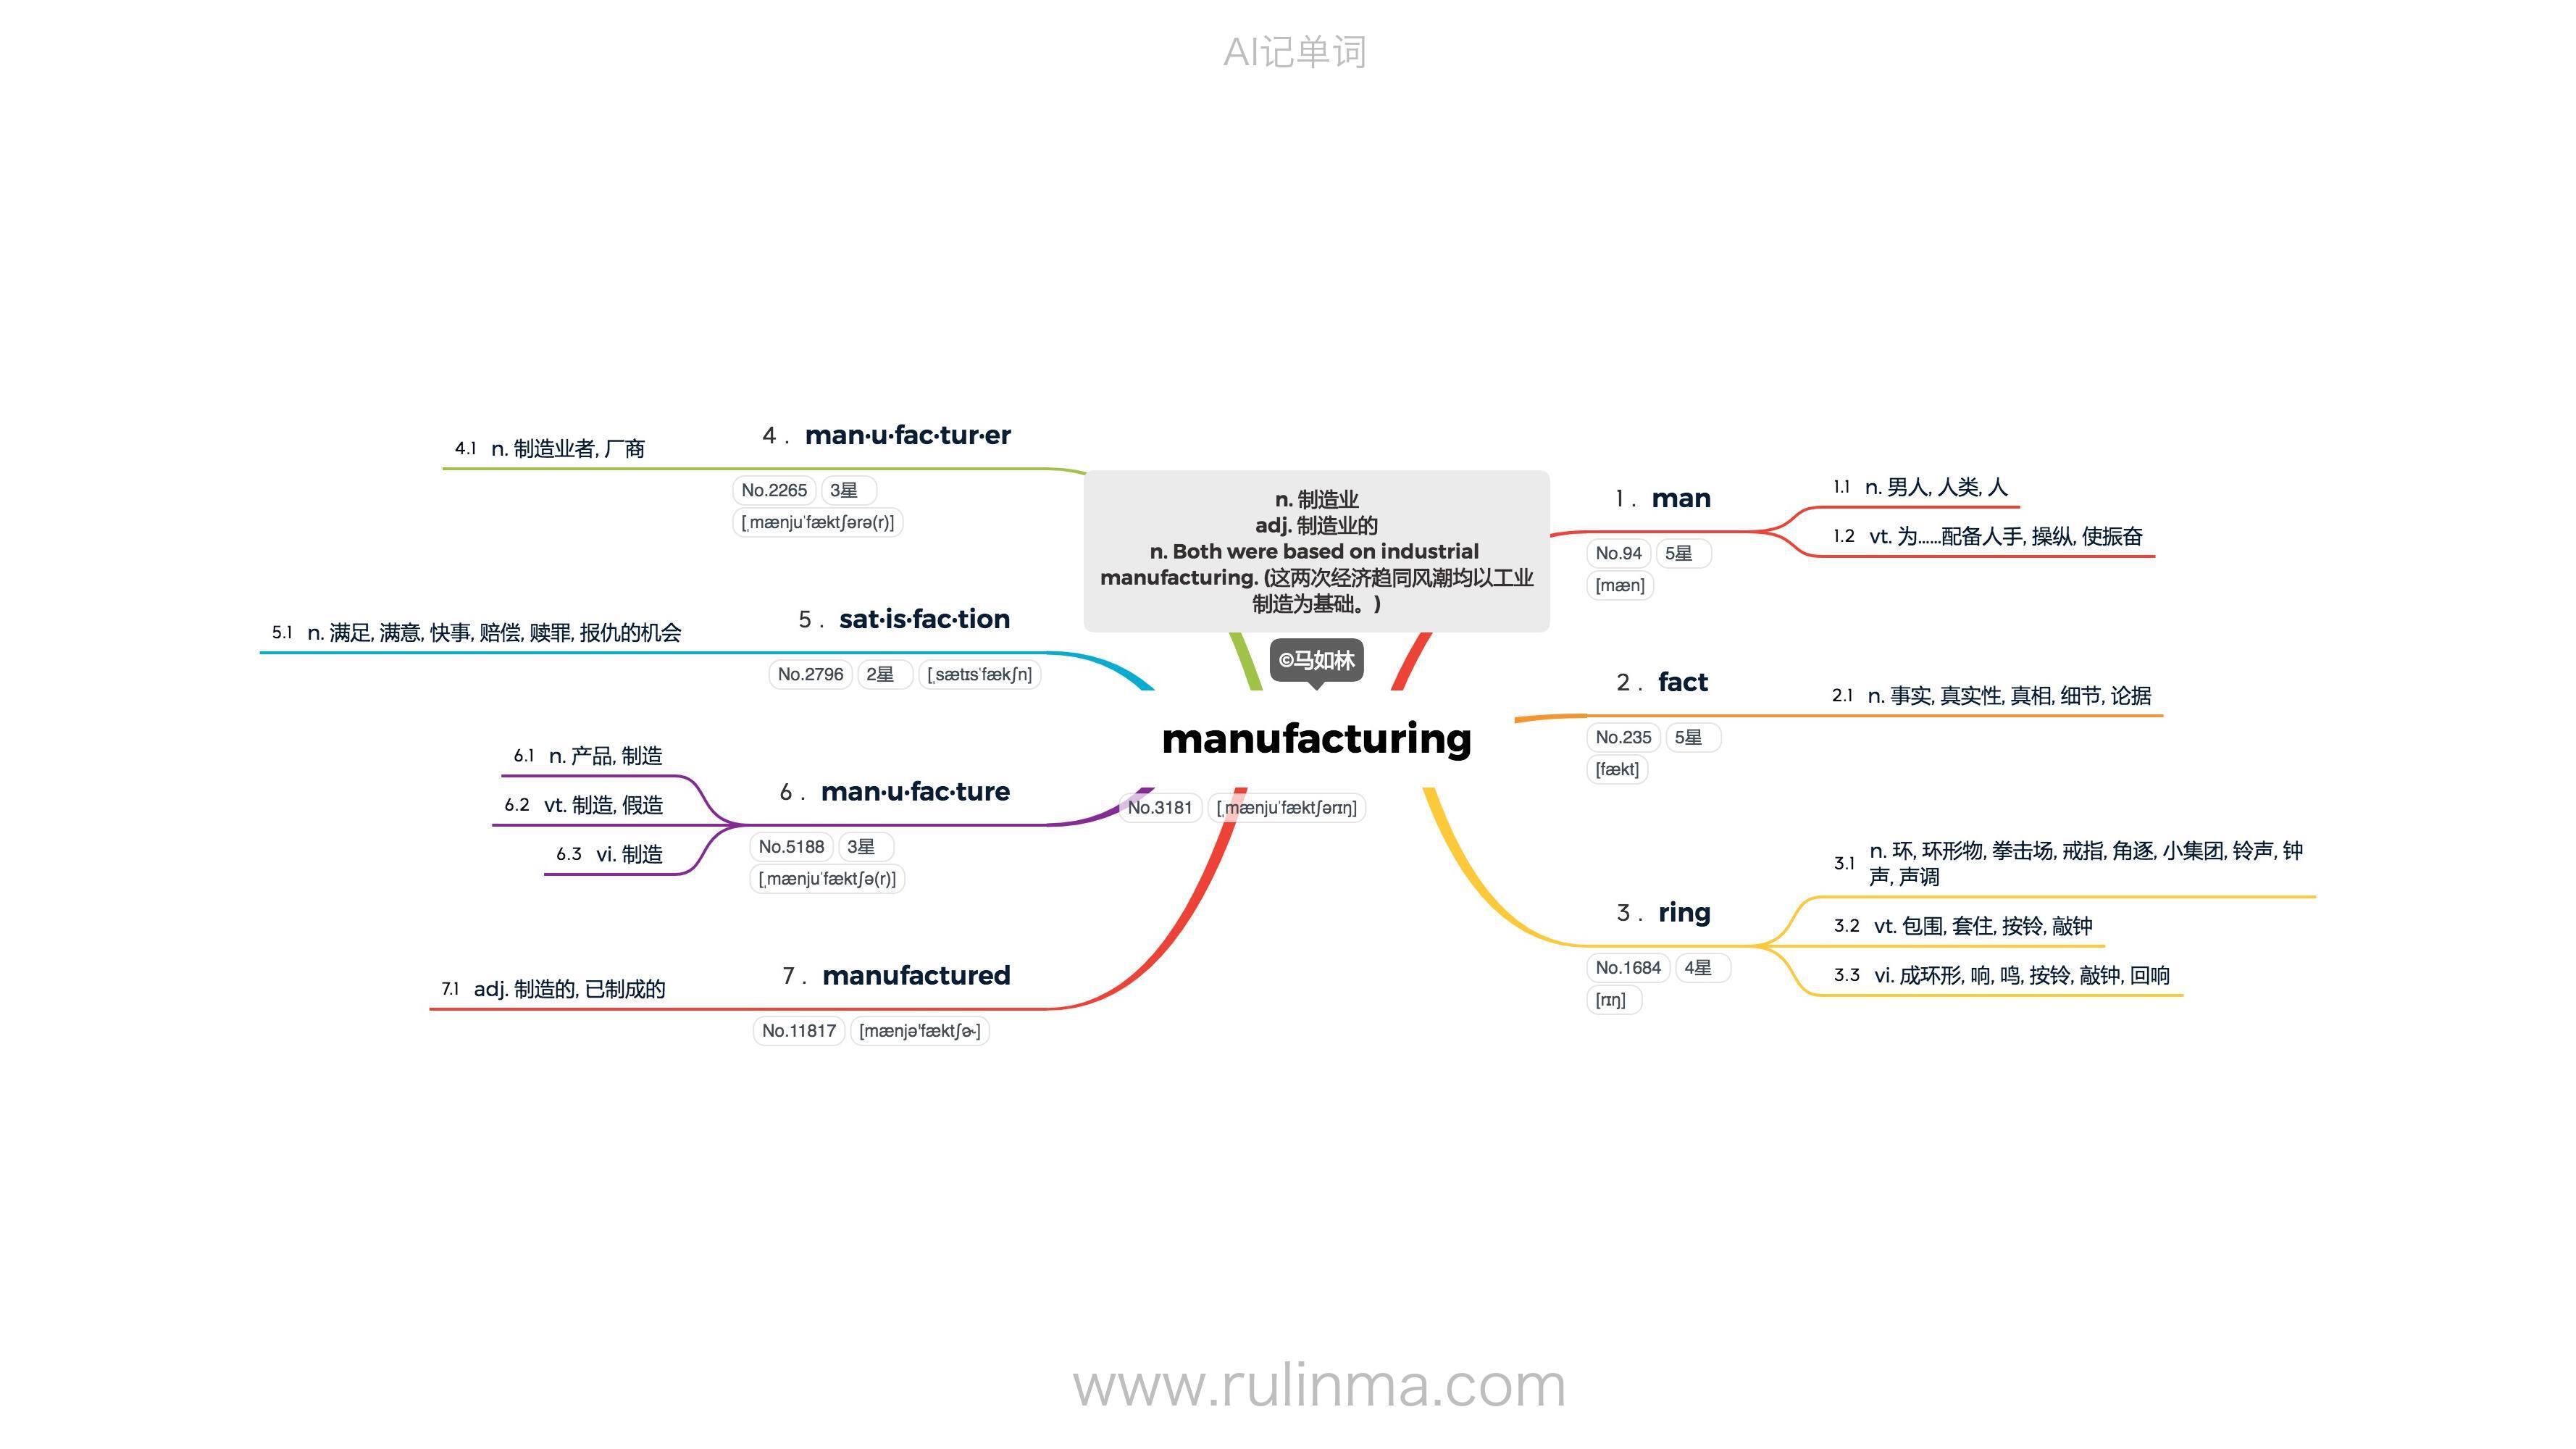 AI记单词
n. 制造业
adj. 制造业的
n. Both were based on industrial
manufacturing. (这两次经济趋同风潮均以工业
制造为基础。)
©马如林
manufacturing
No.3181 [ˌmænjuˈfæktʃərɪŋ]
1 . man
No.94 5星
[mæn]
1.1 n. 男人, 人类, 人
1.2 vt. 为……配备人手, 操纵, 使振奋
2 . fact
No.235 5星
[fækt]
2.1 n. 事实, 真实性, 真相, 细节, 论据
3 . ring
No.1684 4星
[rɪŋ]
3.1 n. 环, 环形物, 拳击场, 戒指, 角逐, 小集团, 铃声, 钟
声, 声调
3.2 vt. 包围, 套住, 按铃, 敲钟
3.3 vi. 成环形, 响, 鸣, 按铃, 敲钟, 回响
4 . man·u·fac·tur·er
No.2265 3星
[ˌmænjuˈfæktʃərə(r)]
4.1 n. 制造业者, 厂商
5 . sat·is·fac·tion
No.2796 2星 [ˌsætɪsˈfækʃn]
5.1 n. 满足, 满意, 快事, 赔偿, 赎罪, 报仇的机会
6 . man·u·fac·ture
No.5188 3星
[ˌmænjuˈfæktʃə(r)]
6.1 n. 产品, 制造
6.2 vt. 制造, 假造
6.3 vi. 制造
7 . manufactured
No.11817 [mænjə'fæktʃɚ]
7.1 adj. 制造的, 已制成的
www.rulinma.com